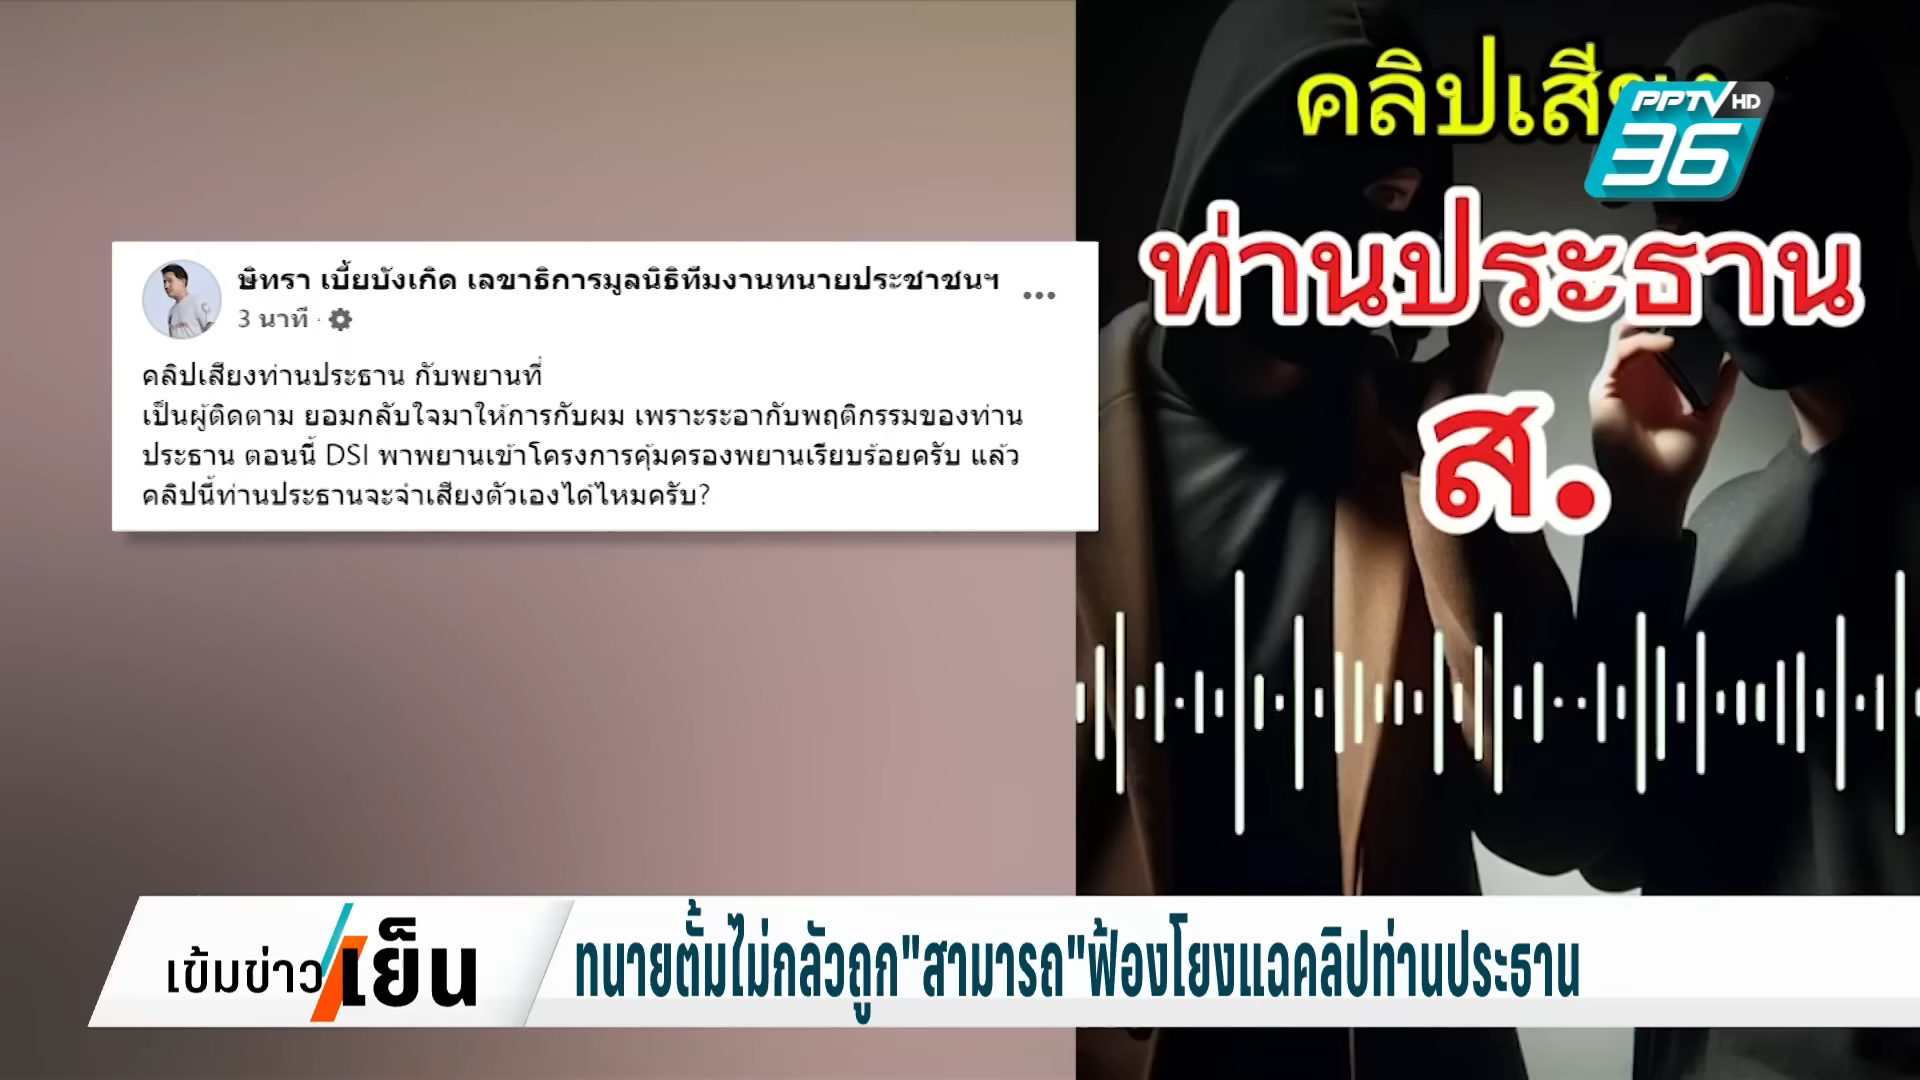 ษิทรา เบี้ยบังเกิด เลขาธิการมูลนิธิทีมงานทนายประชาชนฯ
3 นาที ·
คลิปเสียงท่านประธาน กับพยานที่
เป็นผู้ติดตาม ยอมกลับใจมาให้การกับผม เพราะระอากับพฤติกรรมของท่าน
ประธาน ตอนนี้ DSI พาพยานเข้าโครงการคุ้มครองพยานเรียบร้อยครับ แล้ว
คลิปนี้ท่านประธานจะจำเสียงตัวเองได้ไหมครับ?
คลิปเสียง
PPTV HD
36
ท่านประธาน
ส.
เข้มข่าวเย็น
ทนายตั้มไม่กลัวถูก"สามารถ"ฟ้องโยงแฉคลิปท่านประธาน